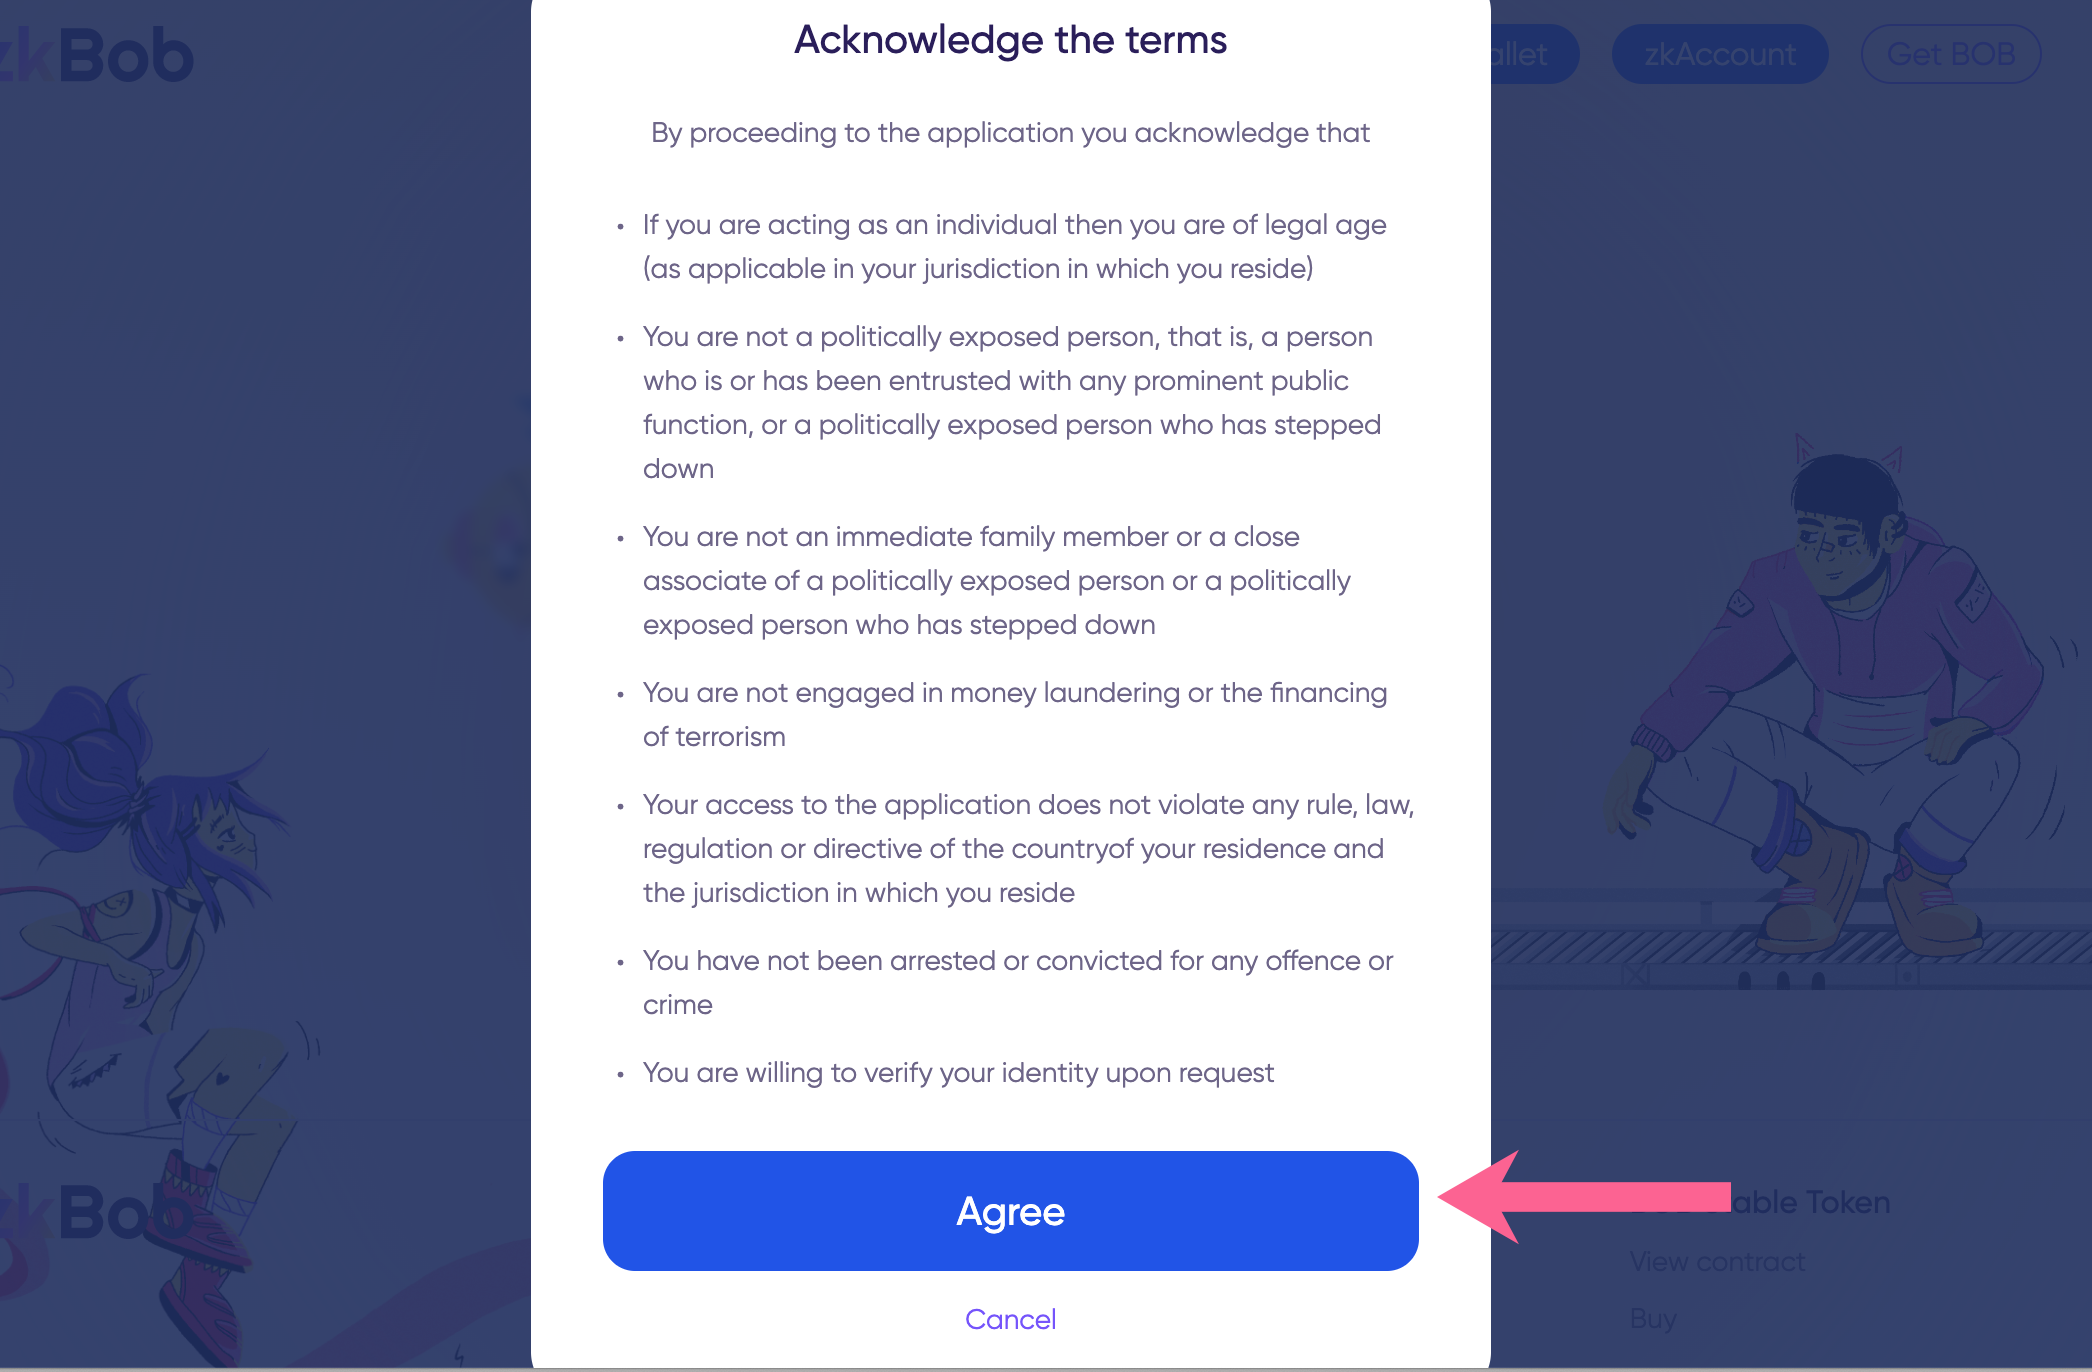 zkBob
Acknowledge the terms
zkAccount
Get BOB
By proceeding to the application you acknowledge that
• If you are acting as an individual then you are of legal age
(as applicable in your jurisdiction in which you reside)
• You are not a politically exposed person, that is, a person
who is or has been entrusted with any prominent public
function, or a politically exposed person who has stepped
down
• You are not an immediate family member or a close
associate of a politically exposed person or a politically
exposed person who has stepped down
• You are not engaged in money laundering or the financing
of terrorism
• Your access to the application does not violate any rule, law,
regulation or directive of the countryof your residence and
the jurisdiction in which you reside
• You have not been arrested or convicted for any offence or
crime
• You are willing to verify your identity upon request
Agree
Cancel
zkBob
Token
View contract
Buy